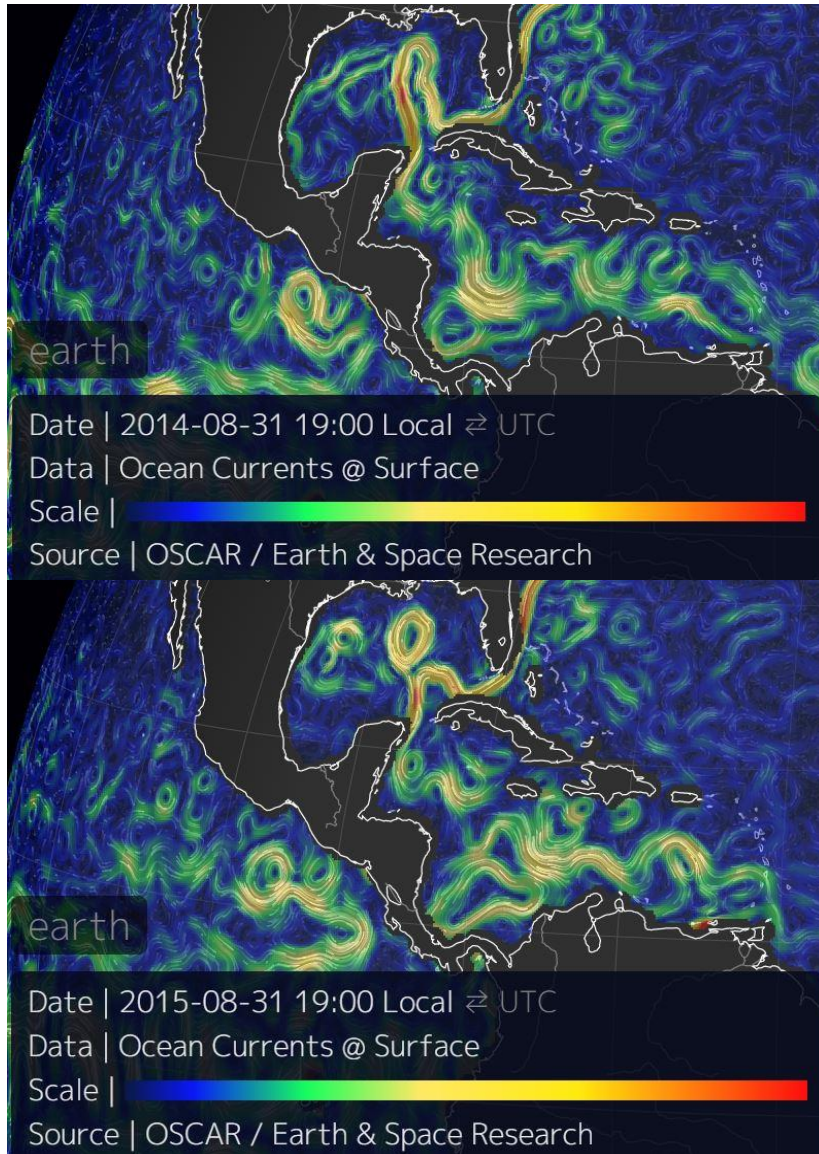 earth
Date | 2014-08-31 19:00 Local ⇄ UTC
Data | Ocean Currents @ Surface
Scale |
Source | OSCAR / Earth & Space Research
earth
Date | 2015-08-31 19:00 Local ⇄ UTC
Data | Ocean Currents @ Surface
Scale |
Source | OSCAR / Earth & Space Research